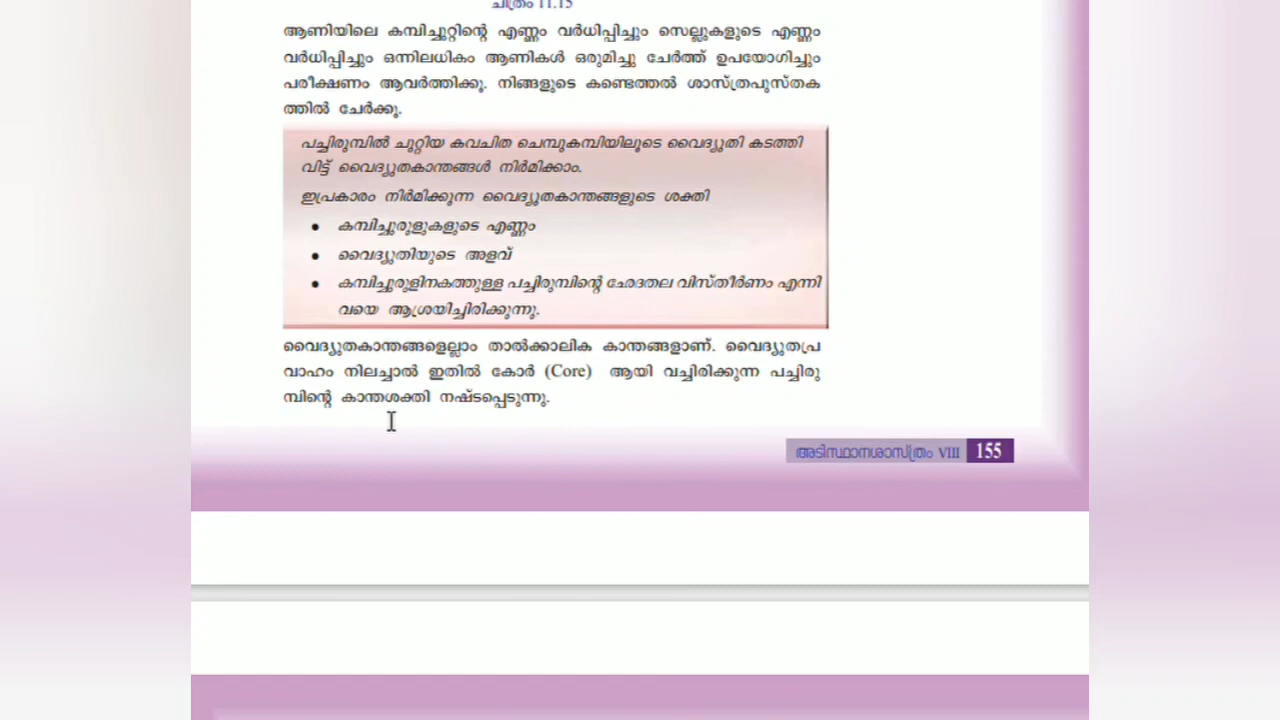 ചിത്രം 11.15
ആണിയിലെ കമ്പിച്ചുറ്റിന്റെ എണ്ണം വർധിപ്പിച്ചും സെല്ലുകളുടെ എണ്ണം
വർധിപ്പിച്ചും ഒന്നിലധികം ആണികൾ ഒരുമിച്ചു ചേർത്ത് ഉപയോഗിച്ചും
പരീക്ഷണം ആവർത്തിക്കൂ. നിങ്ങളുടെ കണ്ടെത്തൽ ശാസ്ത്രപുസ്തക
ത്തിൽ ചേർക്കൂ.
പച്ചിരുമ്പിൽ ചുറ്റിയ കവചിത ചെമ്പുകമ്പിയിലൂടെ വൈദ്യുതി കടത്തി
വിട്ട് വൈദ്യുതകാന്തങ്ങൾ നിർമിക്കാം.
ഇപ്രകാരം നിർമിക്കുന്ന വൈദ്യുതകാന്തങ്ങളുടെ ശക്തി
• കമ്പിച്ചുരുളുകളുടെ എണ്ണം
• വൈദ്യുതിയുടെ അളവ്
• കമ്പിച്ചുരുളിനകത്തുള്ള പച്ചിരുമ്പിന്റെ ഛേദതല വിസ്തീർണം എന്നി
വയെ ആശ്രയിച്ചിരിക്കുന്നു.
വൈദ്യുതകാന്തങ്ങളെല്ലാം താൽക്കാലിക കാന്തങ്ങളാണ്. വൈദ്യുതപ്ര
വാഹം നിലച്ചാൽ ഇതിൽ കോർ (Core) ആയി വച്ചിരിക്കുന്ന പച്ചിരു
മ്പിന്റെ കാന്തശക്തി നഷ്ടപ്പെടുന്നു.
അടിസ്ഥാനശാസ്ത്രം VIII 155